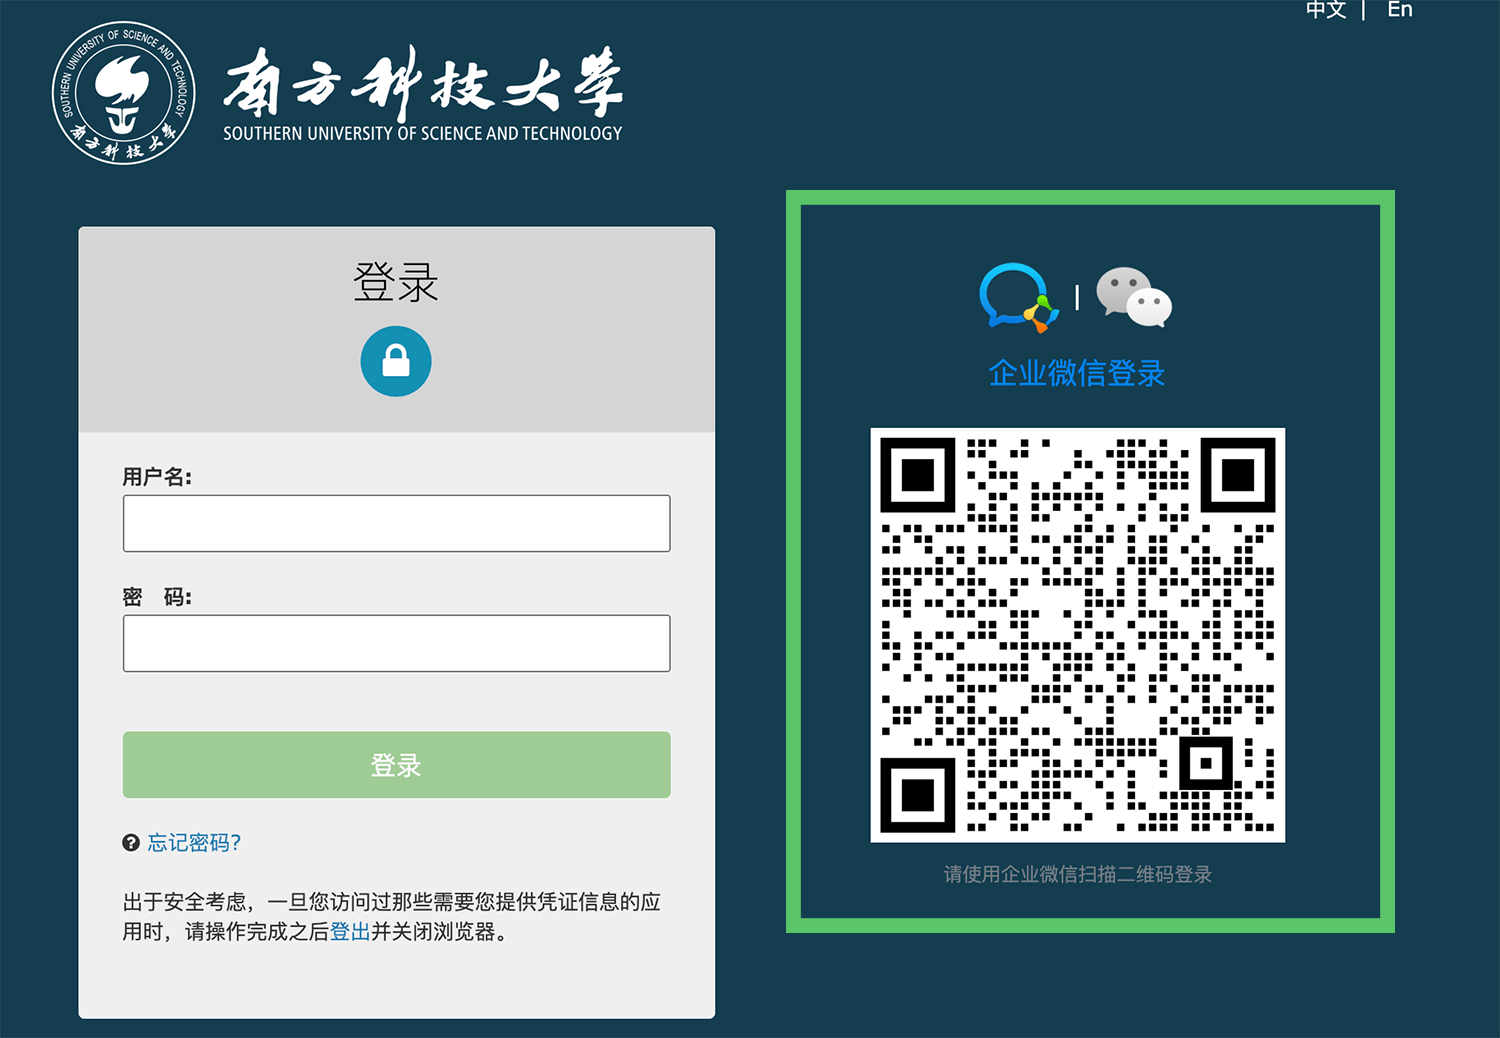 中文 | En
SOUTHERN UNIVERSITY OF SCIENCE AND TECHNOLOGY
南方科技大学
南方科技大学
SOUTHERN UNIVERSITY OF SCIENCE AND TECHNOLOGY
登录
用户名:
密 码:
登录
忘记密码?
出于安全考虑，一旦您访问过那些需要您提供凭证信息的应
用时，请操作完成之后登出并关闭浏览器。
|
企业微信登录
请使用企业微信扫描二维码登录